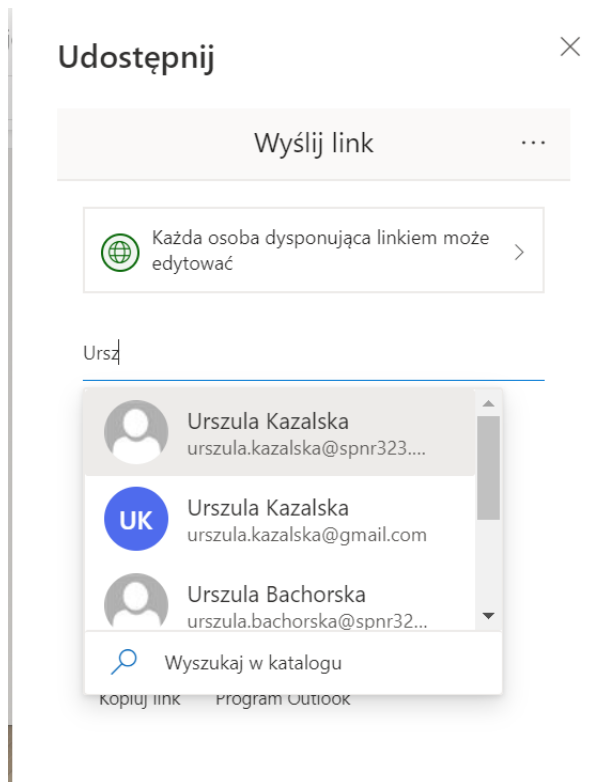 Udostępnij
Wyślij link
...
Każda osoba dysponująca linkiem może
edytować
Ursz
Urszula Kazalska
urszula.kazalska@spnr323....
UK
Urszula Kazalska
urszula.kazalska@gmail.com
Urszula Bachorska
urszula.bachorska@spnr32...
Wyszukaj w katalogu
Kopiuj link
Program Outlook